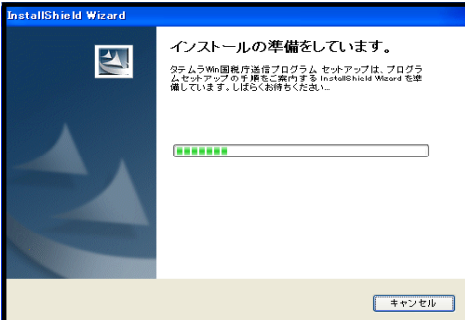 InstallShield Wizard
インストールの準備をしています。
タテムラWin国税庁送信プログラム セットアップは、プログラ
ムセットアップの手順をご案内する InstallShield Wizard を準
備しています。しばらくお待ちください...
キャンセル